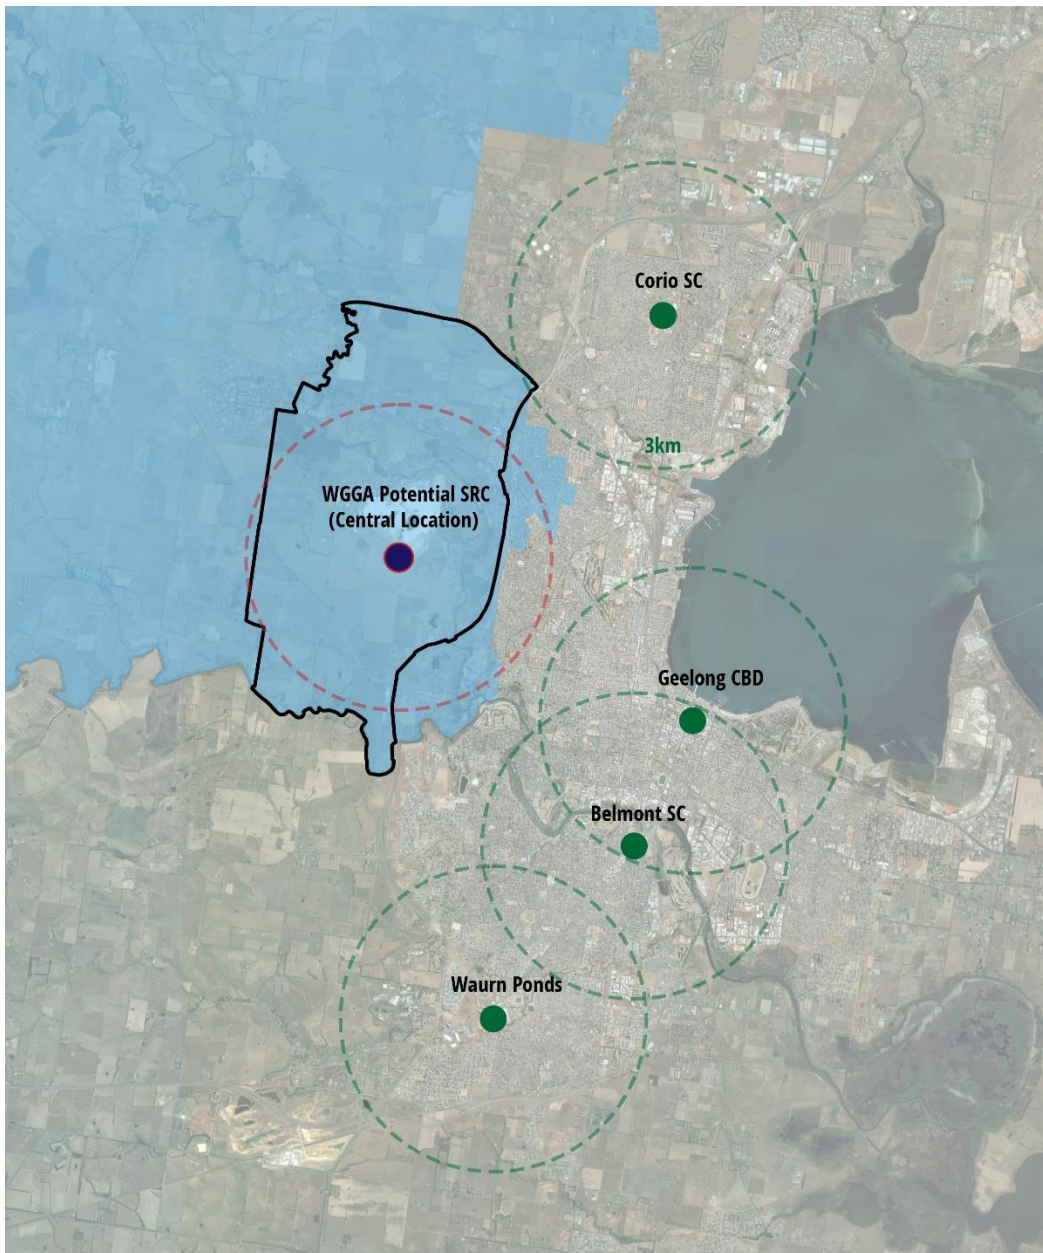 Corio SC
3km
WGGA Potential SRC
(Central Location)
Geelong CBD
Belmont SC
Waurn Ponds